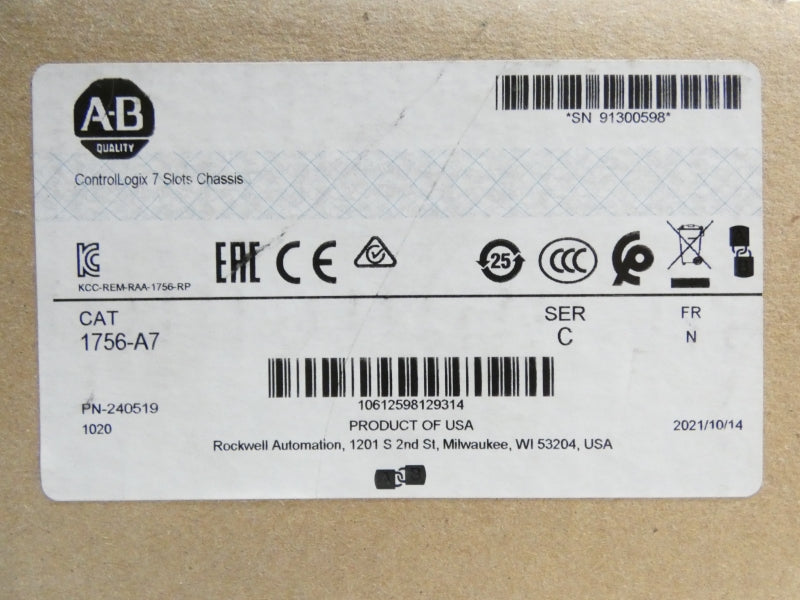 A-B
QUALITY
*SN 91300598*
ControlLogix 7 Slots Chassis
KCC-REM-RAA-1756-RP
EAC CE 25 CCC
CAT
1756-A7
SER
C
FR
N
10612598129314
PN-240519
1020
PRODUCT OF USA
2021/10/14
Rockwell Automation, 1201 S 2nd St, Milwaukee, WI 53204, USA